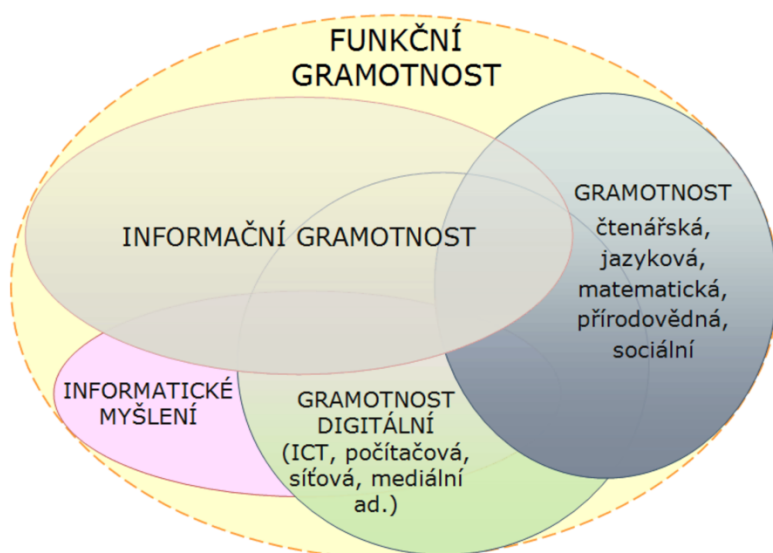 FUNKČNÍ
GRAMOTNOST
INFORMAČNÍ GRAMOTNOST
GRAMOTNOST
čtenářská,
jazyková,
matematická,
přírodovědná,
sociální
INFORMATICKÉ
MYŠLENÍ
GRAMOTNOST
DIGITÁLNÍ
(ICT, počítačová,
síťová, mediální
ad.)